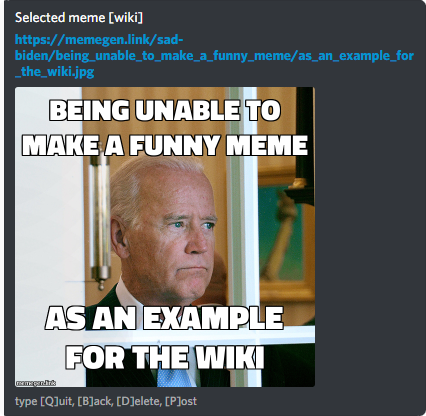 Selected meme [wiki]
https://memegen.link/sad-
biden/being_unable_to_make_a_funny_meme/as_an_example_for
_the_wiki.jpg
BEING UNABLE TO
MAKE A FUNNY MEME
AS AN EXAMPLE
FOR THE WIKI
memegen.link
type [Q]uit, [B]ack, [D]elete, [P]ost